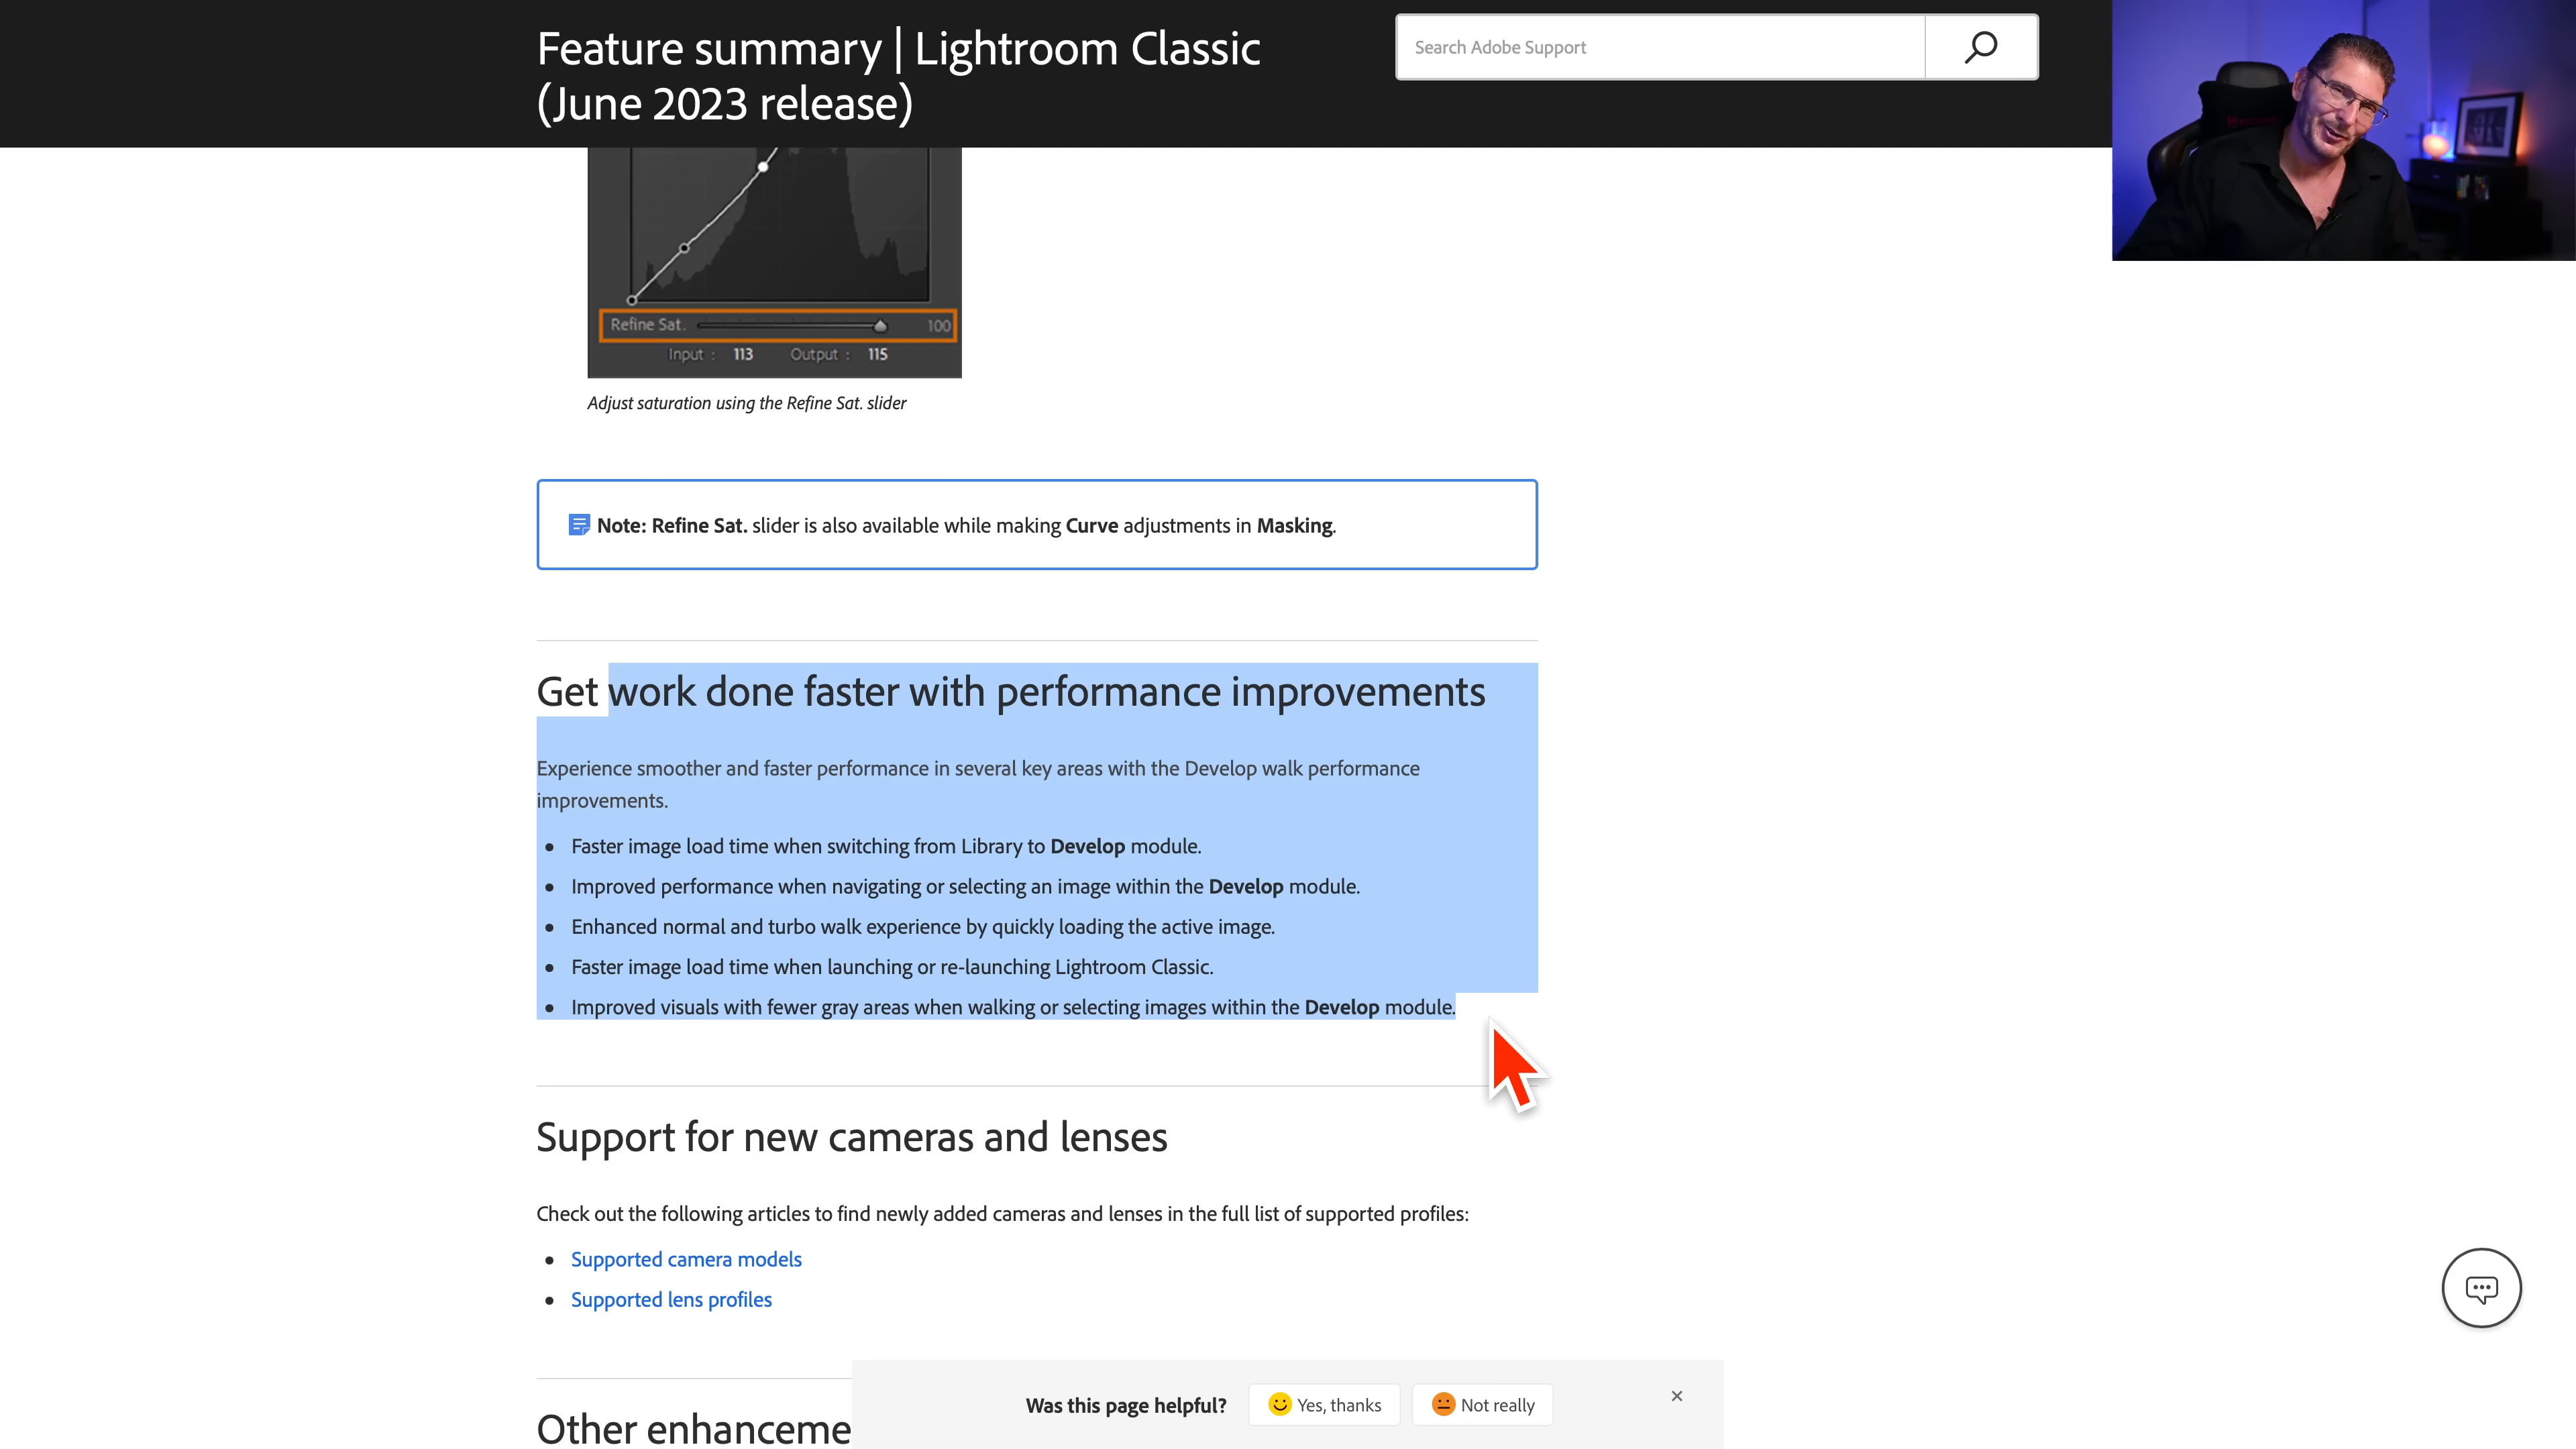 Feature summary | Lightroom Classic
(June 2023 release)
Search Adobe Support
Refine Sat. 100
Input : 113 Output : 115
Adjust saturation using the Refine Sat. slider
Note: Refine Sat. slider is also available while making Curve adjustments in Masking.
Get work done faster with performance improvements
Experience smoother and faster performance in several key areas with the Develop walk performance
improvements.
• Faster image load time when switching from Library to Develop module.
• Improved performance when navigating or selecting an image within the Develop module.
• Enhanced normal and turbo walk experience by quickly loading the active image.
• Faster image load time when launching or re-launching Lightroom Classic.
• Improved visuals with fewer gray areas when walking or selecting images within the Develop module.
Support for new cameras and lenses
Check out the following articles to find newly added cameras and lenses in the full list of supported profiles:
• Supported camera models
• Supported lens profiles
Other enhanceme
Was this page helpful? Yes, thanks Not really